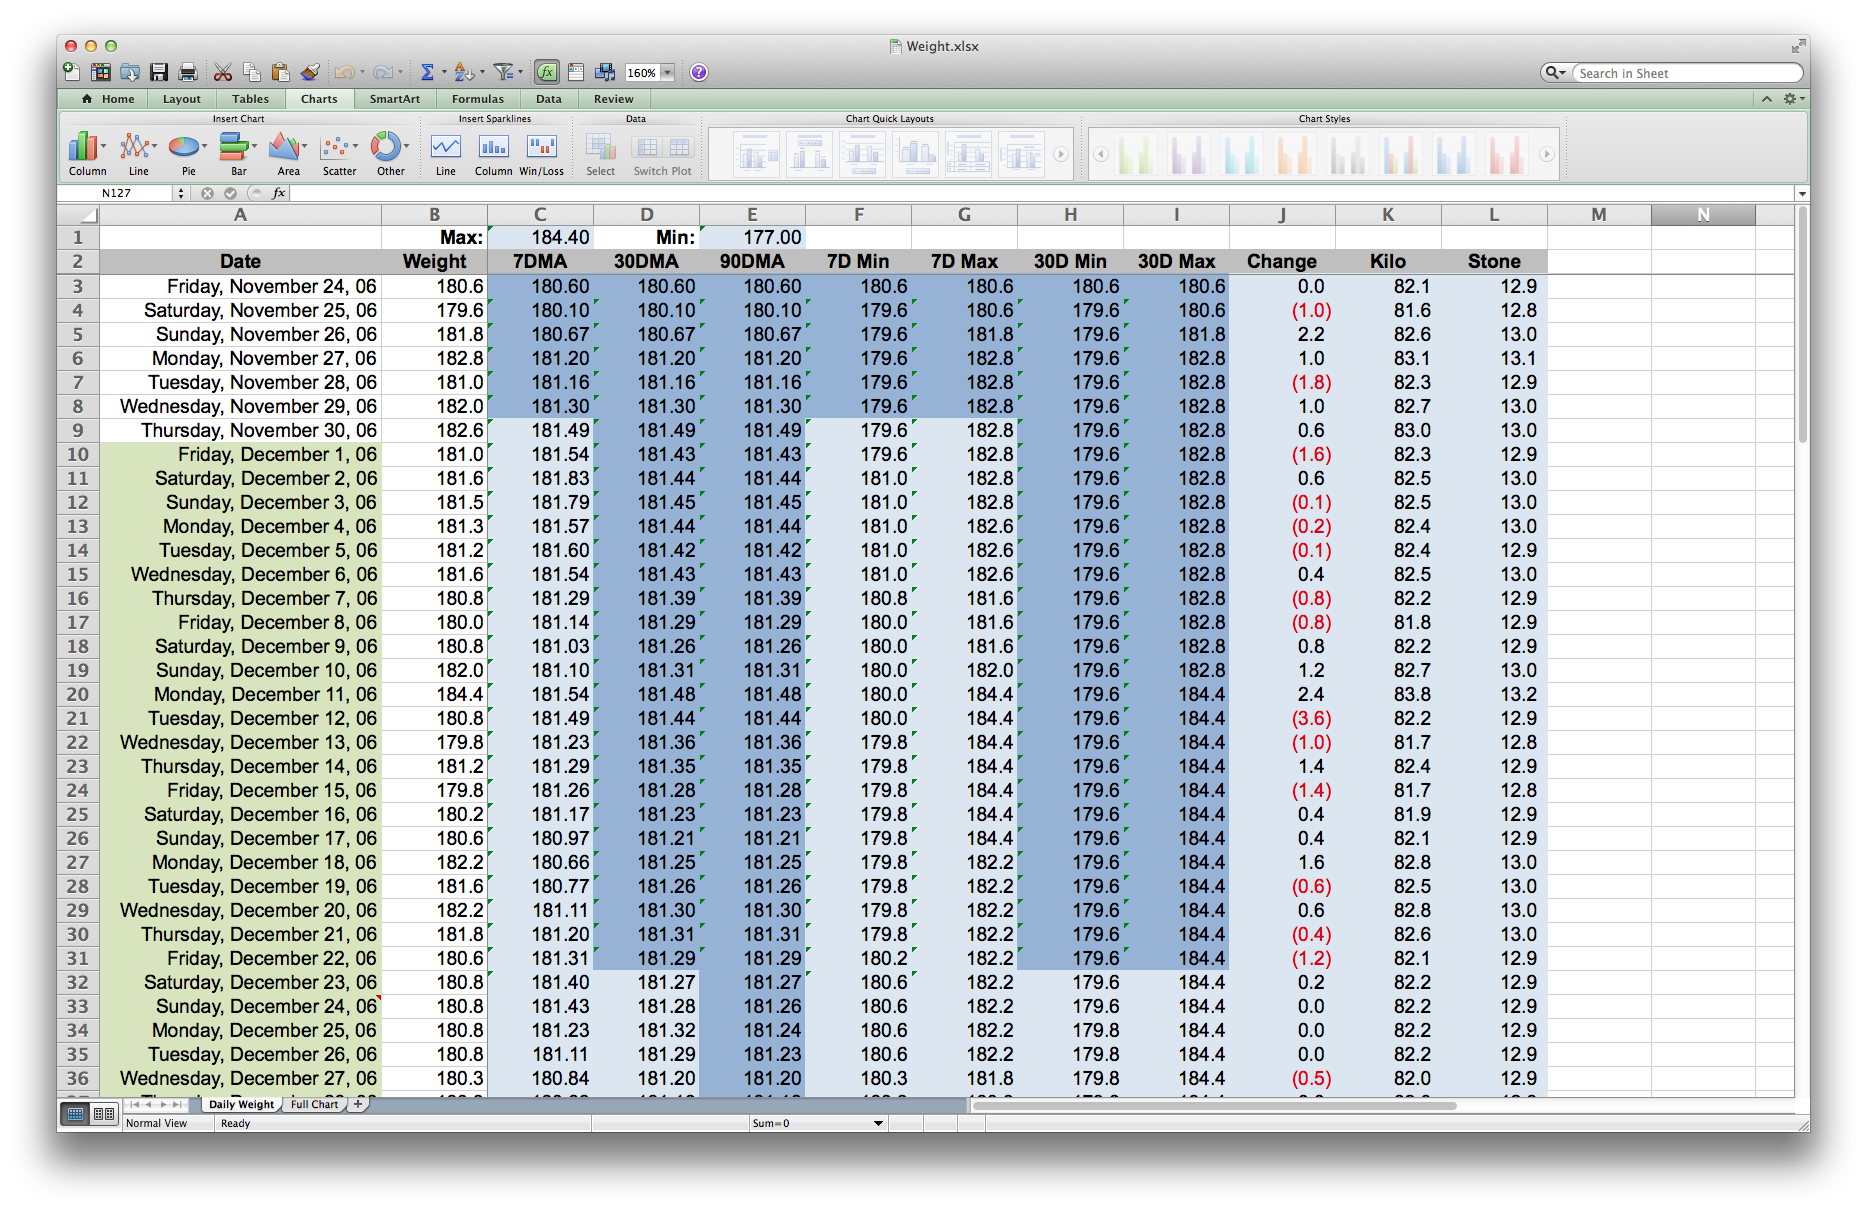 Weight.xlsx
160% ? Search in Sheet
Home Layout Tables Charts SmartArt Formulas Data Review
Insert Chart Insert Sparklines Data Chart Quick Layouts Chart Styles
Column Line Pie Bar Area Scatter Other Line Column Win/Loss Select Switch Plot
N127 fx
A B C D E F G H I J K L M N
1 Max: 184.40 Min: 177.00
2 Date Weight 7DMA 30DMA 90DMA 7D Min 7D Max 30D Min 30D Max Change Kilo Stone
3 Friday, November 24, 06 180.6 180.60 180.60 180.60 180.6 180.6 180.6 180.6 0.0 82.1 12.9
4 Saturday, November 25, 06 179.6 180.10 180.10 180.10 179.6 180.6 179.6 180.6 (1.0) 81.6 12.8
5 Sunday, November 26, 06 181.8 180.67 180.67 180.67 179.6 181.8 179.6 181.8 2.2 82.6 13.0
6 Monday, November 27, 06 182.8 181.20 181.20 181.20 179.6 182.8 179.6 182.8 1.0 83.1 13.1
7 Tuesday, November 28, 06 181.0 181.16 181.16 181.16 179.6 182.8 179.6 182.8 (1.8) 82.3 12.9
8 Wednesday, November 29, 06 182.0 181.30 181.30 181.30 179.6 182.8 179.6 182.8 1.0 82.7 13.0
9 Thursday, November 30, 06 182.6 181.49 181.49 181.49 179.6 182.8 179.6 182.8 0.6 83.0 13.0
10 Friday, December 1, 06 181.0 181.54 181.43 181.43 179.6 182.8 179.6 182.8 (1.6) 82.3 12.9
11 Saturday, December 2, 06 181.6 181.83 181.44 181.44 181.0 182.8 179.6 182.8 0.6 82.5 13.0
12 Sunday, December 3, 06 181.5 181.79 181.45 181.45 181.0 182.8 179.6 182.8 (0.1) 82.5 13.0
13 Monday, December 4, 06 181.3 181.57 181.44 181.44 181.0 182.6 179.6 182.8 (0.2) 82.4 13.0
14 Tuesday, December 5, 06 181.2 181.60 181.42 181.42 181.0 182.6 179.6 182.8 (0.1) 82.4 12.9
15 Wednesday, December 6, 06 181.6 181.54 181.43 181.43 181.0 182.6 179.6 182.8 0.4 82.5 13.0
16 Thursday, December 7, 06 180.8 181.29 181.39 181.39 180.8 181.6 179.6 182.8 (0.8) 82.2 12.9
17 Friday, December 8, 06 180.0 181.14 181.29 181.29 180.0 181.6 179.6 182.8 (0.8) 81.8 12.9
18 Saturday, December 9, 06 180.8 181.03 181.26 181.26 180.0 181.6 179.6 182.8 0.8 82.2 12.9
19 Sunday, December 10, 06 182.0 181.10 181.31 181.31 180.0 182.0 179.6 182.8 1.2 82.7 13.0
20 Monday, December 11, 06 184.4 181.54 181.48 181.48 180.0 184.4 179.6 184.4 2.4 83.8 13.2
21 Tuesday, December 12, 06 180.8 181.49 181.44 181.44 180.0 184.4 179.6 184.4 (3.6) 82.2 12.9
22 Wednesday, December 13, 06 179.8 181.23 181.36 181.36 179.8 184.4 179.6 184.4 (1.0) 81.7 12.8
23 Thursday, December 14, 06 181.2 181.29 181.35 181.35 179.8 184.4 179.6 184.4 1.4 82.4 12.9
24 Friday, December 15, 06 179.8 181.26 181.28 181.28 179.8 184.4 179.6 184.4 (1.4) 81.7 12.8
25 Saturday, December 16, 06 180.2 181.17 181.23 181.23 179.8 184.4 179.6 184.4 0.4 81.9 12.9
26 Sunday, December 17, 06 180.6 180.97 181.21 181.21 179.8 184.4 179.6 184.4 0.4 82.1 12.9
27 Monday, December 18, 06 182.2 180.66 181.25 181.25 179.8 182.2 179.6 184.4 1.6 82.8 13.0
28 Tuesday, December 19, 06 181.6 180.77 181.26 181.26 179.8 182.2 179.6 184.4 (0.6) 82.5 13.0
29 Wednesday, December 20, 06 182.2 181.11 181.30 181.30 179.8 182.2 179.6 184.4 0.6 82.8 13.0
30 Thursday, December 21, 06 181.8 181.20 181.31 181.31 179.8 182.2 179.6 184.4 (0.4) 82.6 13.0
31 Friday, December 22, 06 180.6 181.31 181.29 181.29 180.2 182.2 179.6 184.4 (1.2) 82.1 12.9
32 Saturday, December 23, 06 180.8 181.40 181.27 181.27 180.6 182.2 179.6 184.4 0.2 82.2 12.9
33 Sunday, December 24, 06 180.8 181.43 181.28 181.26 180.6 182.2 179.6 184.4 0.0 82.2 12.9
34 Monday, December 25, 06 180.8 181.23 181.32 181.24 180.6 182.2 179.8 184.4 0.0 82.2 12.9
35 Tuesday, December 26, 06 180.8 181.11 181.29 181.23 180.6 182.2 179.8 184.4 0.0 82.2 12.9
36 Wednesday, December 27, 06 180.3 180.84 181.20 181.20 180.3 181.8 179.8 184.4 (0.5) 82.0 12.9
Daily Weight Full Chart +
Normal View Ready Sum=0